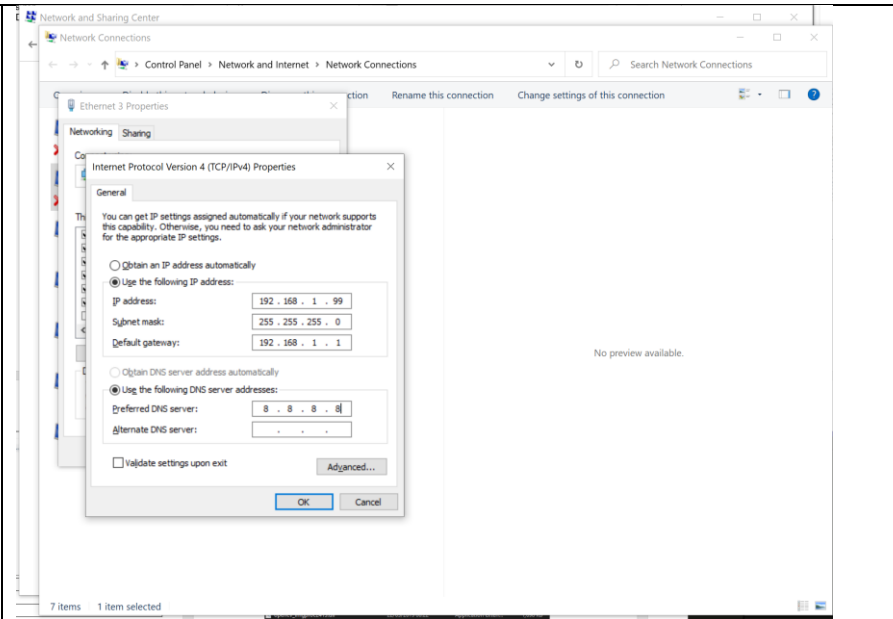 Network and Sharing Center
Network Connections
Control Panel > Network and Internet > Network Connections
Search Network Connections
ction Rename this connection Change settings of this connection
Ethernet 3 Properties
Networking Sharing
Internet Protocol Version 4 (TCP/IPv4) Properties
General
You can get IP settings assigned automatically if your network supports
this capability. Otherwise, you need to ask your network administrator
for the appropriate IP settings.
Obtain an IP address automatically
Use the following IP address:
IP address: 192 . 168 . 1 . 99
Subnet mask: 255 . 255 . 255 . 0
Default gateway: 192 . 168 . 1 . 1
Obtain DNS server address automatically
Use the following DNS server addresses:
Preferred DNS server: 8 . 8 . 8 . 8
Alternate DNS server: . . .
Validate settings upon exit
Advanced...
OK Cancel
No preview available.
7 items 1 item selected